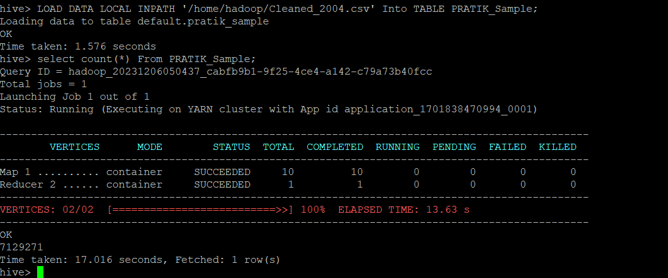 hive> LOAD DATA LOCAL INPATH '/home/hadoop/Cleaned_2004.csv' Into TABLE PRATIK_Sample;
Loading data to table default.pratik_sample
OK
Time taken: 1.576 seconds
hive> select count(*) From PRATIK_Sample;
Query ID = hadoop_20231206050437_cabfb9b1-9f25-4ce4-a142-c79a73b40fcc
Total jobs = 1
Launching Job 1 out of 1
Status: Running (Executing on YARN cluster with App id application_1701838470994_0001)
----------------------------------------------------------------------------------------------
VERTICES MODE STATUS TOTAL COMPLETED RUNNING PENDING FAILED KILLED
----------------------------------------------------------------------------------------------
Map 1 .......... container SUCCEEDED 10 10 0 0 0 0
Reducer 2 ...... container SUCCEEDED 1 1 0 0 0 0
----------------------------------------------------------------------------------------------
VERTICES: 02/02 [==========================>>] 100% ELAPSED TIME: 13.63 s
----------------------------------------------------------------------------------------------
OK
7129271
Time taken: 17.016 seconds, Fetched: 1 row(s)
hive>